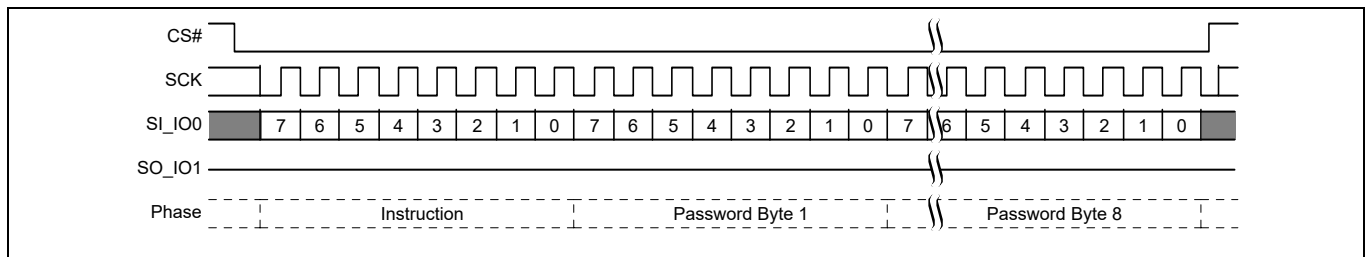 CS#
SCK
SI_IO0 7 6 5 4 3 2 1 0 7 6 5 4 3 2 1 0 7 6 5 4 3 2 1 0
SO_IO1
Phase Instruction Password Byte 1 Password Byte 8